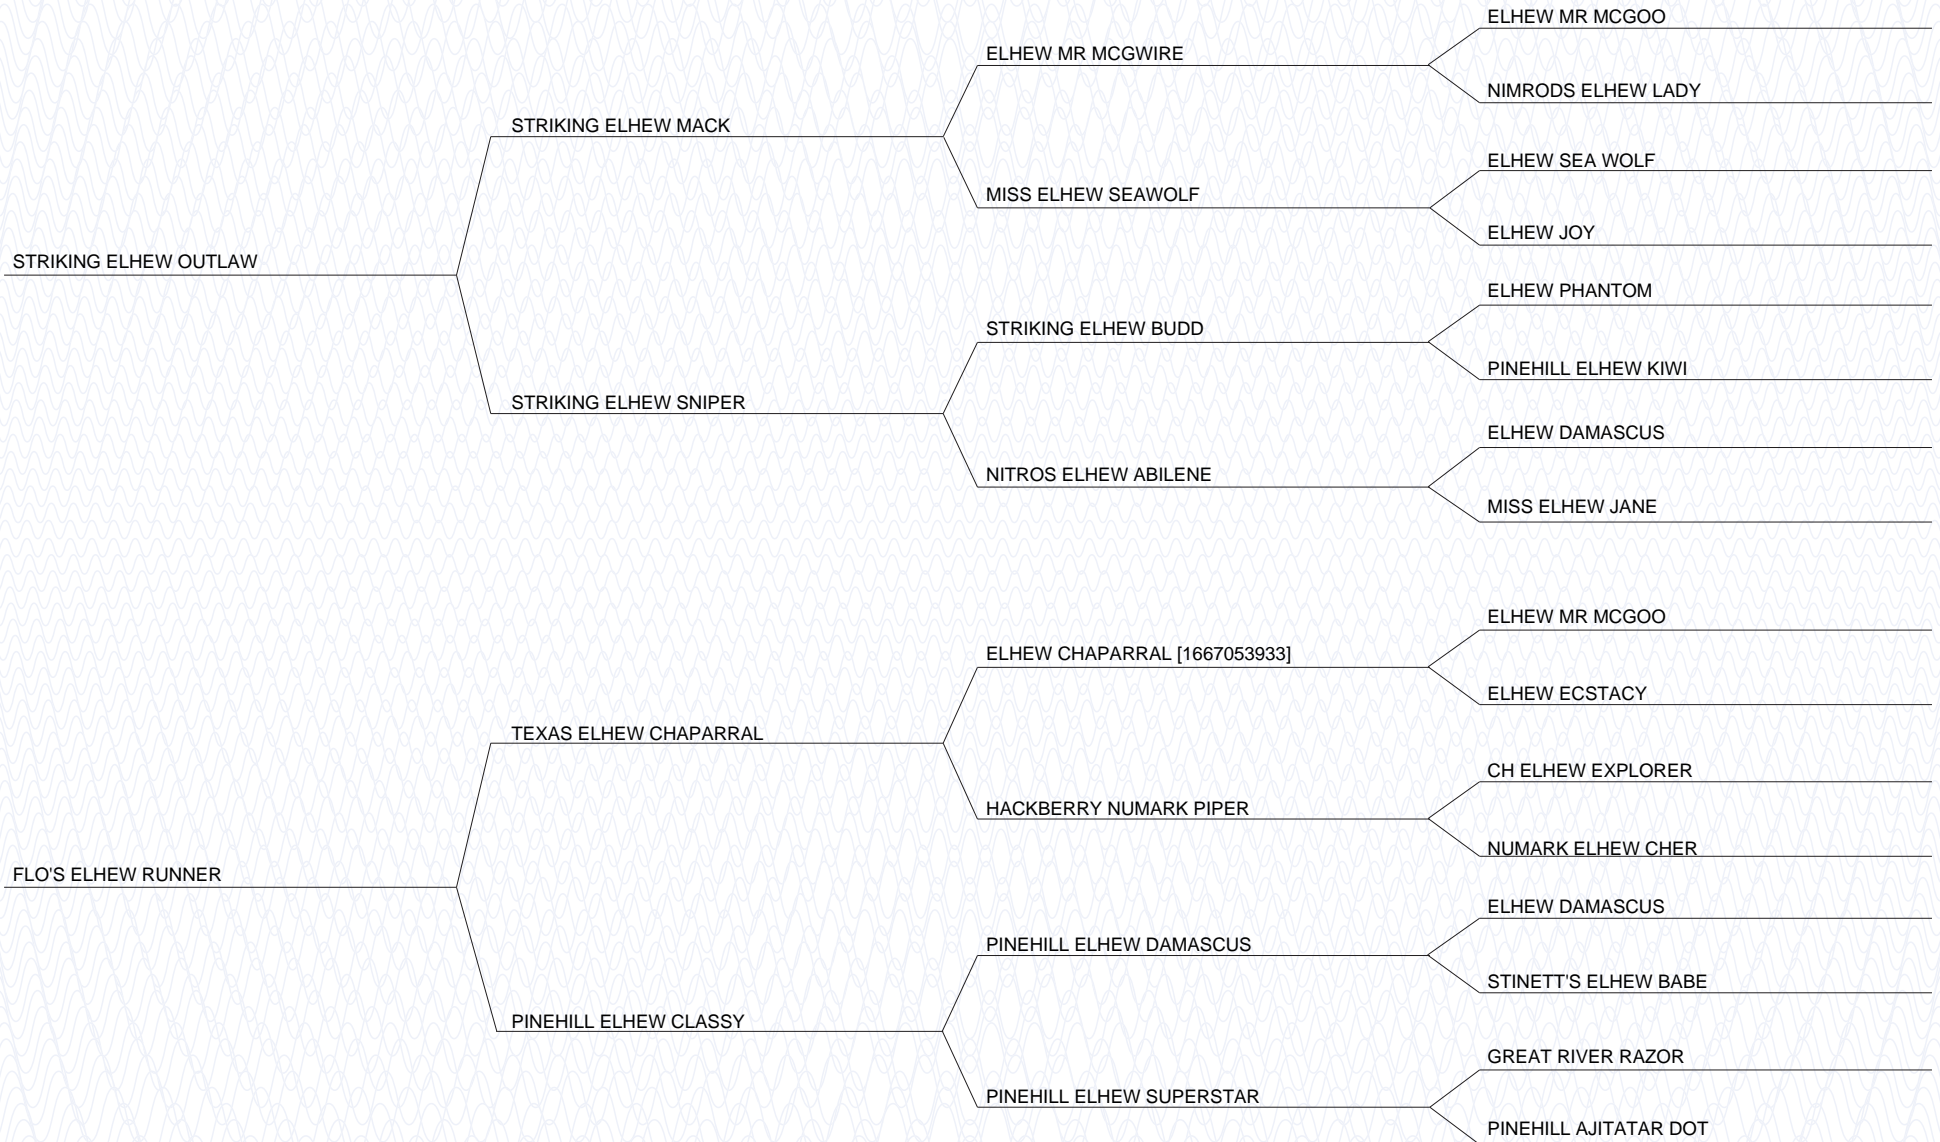 ELHEW MR MCGOO
ELHEW MR MCGWIRE
NIMRODS ELHEW LADY
STRIKING ELHEW MACK
ELHEW SEA WOLF
MISS ELHEW SEAWOLF
ELHEW JOY
STRIKING ELHEW OUTLAW
ELHEW PHANTOM
STRIKING ELHEW BUDD
PINEHILL ELHEW KIWI
STRIKING ELHEW SNIPER
ELHEW DAMASCUS
NITROS ELHEW ABILENE
MISS ELHEW JANE
ELHEW MR MCGOO
ELHEW CHAPARRAL [1667053933]
ELHEW ECSTACY
TEXAS ELHEW CHAPARRAL
CH ELHEW EXPLORER
HACKBERRY NUMARK PIPER
NUMARK ELHEW CHER
FLO'S ELHEW RUNNER
ELHEW DAMASCUS
PINEHILL ELHEW DAMASCUS
STINETT'S ELHEW BABE
PINEHILL ELHEW CLASSY
GREAT RIVER RAZOR
PINEHILL ELHEW SUPERSTAR
PINEHILL AJITATAR DOT